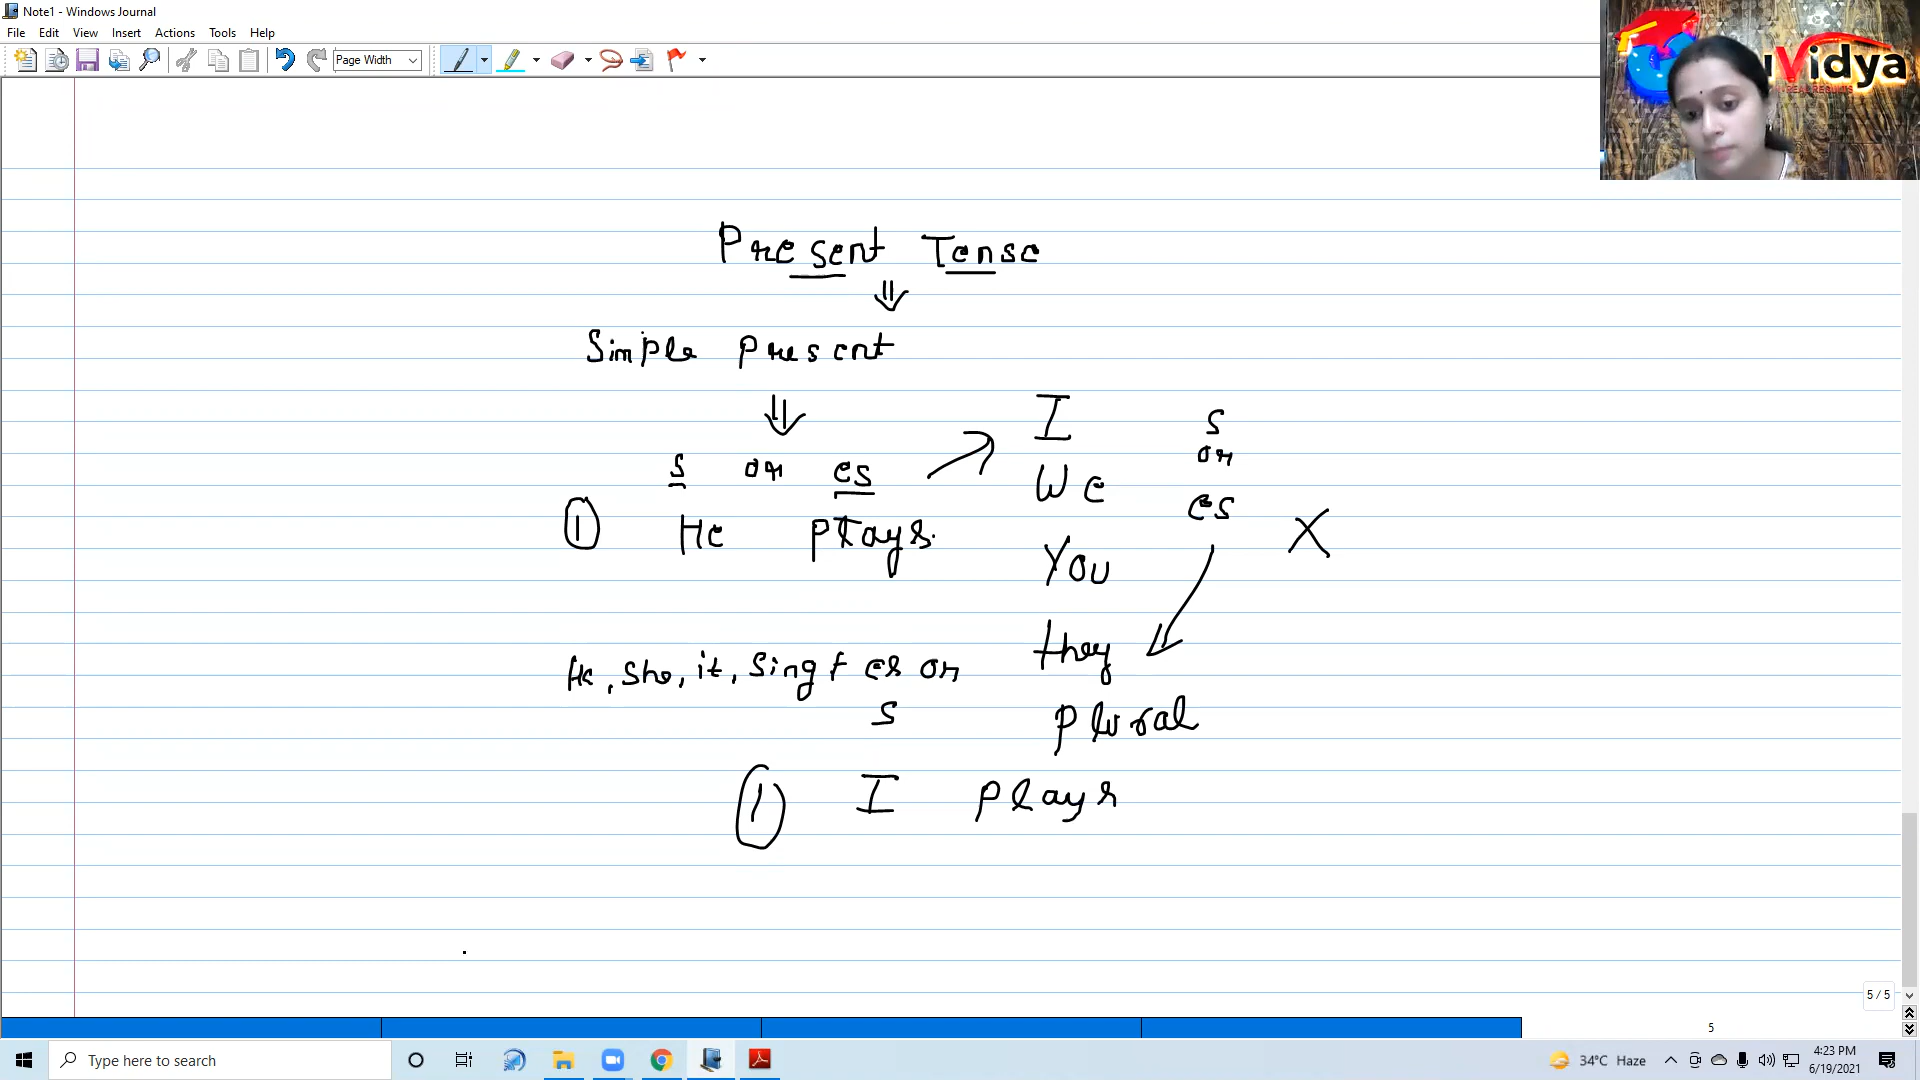 Note1 - Windows Journal
File Edit View Insert Actions Tools Help
Page Width
Vidya
Present Tense
⇓
Simple Present
⇓
s or es
① He Plays.
I
We
You
they
Plural
s
or
es
X
He, She, it, Sing + es or
s
① I Plays
5 / 5
5
Type here to search
34°C Haze
4:23 PM
6/19/2021